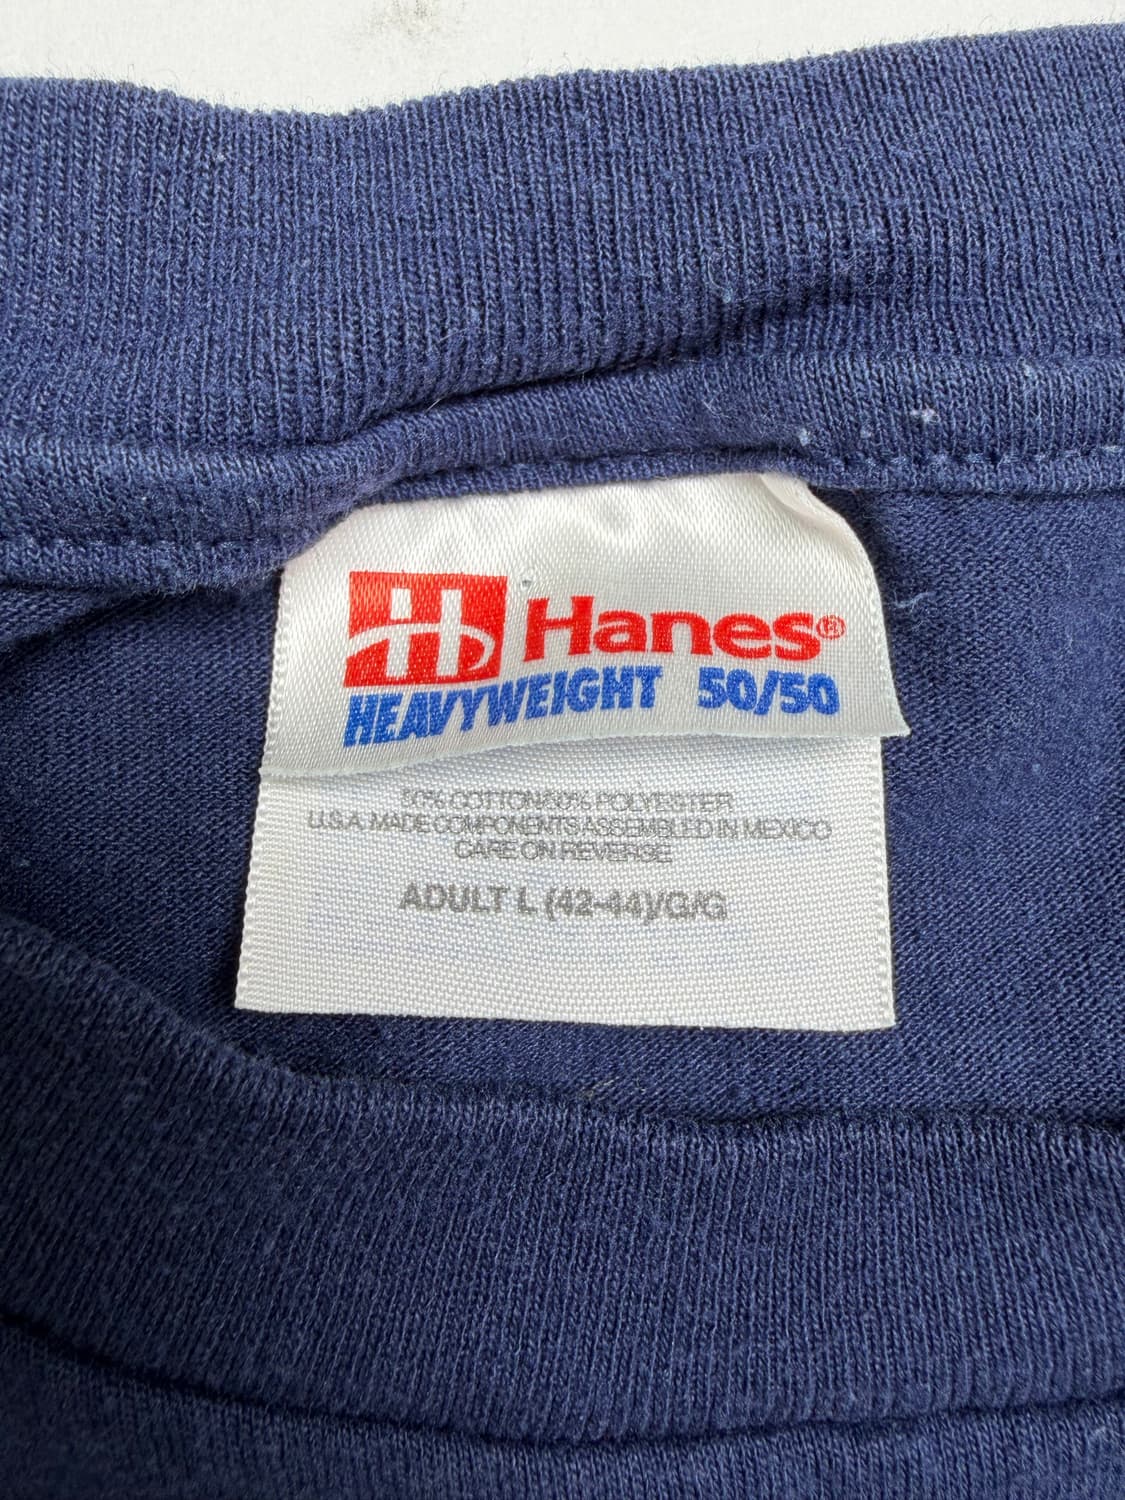 H Hanes®
HEAVYWEIGHT 50/50
50% COTTON/50% POLYESTER
U.S.A. MADE COMPONENTS ASSEMBLED IN MEXICO
CARE ON REVERSE
ADULT L (42-44)/G/G